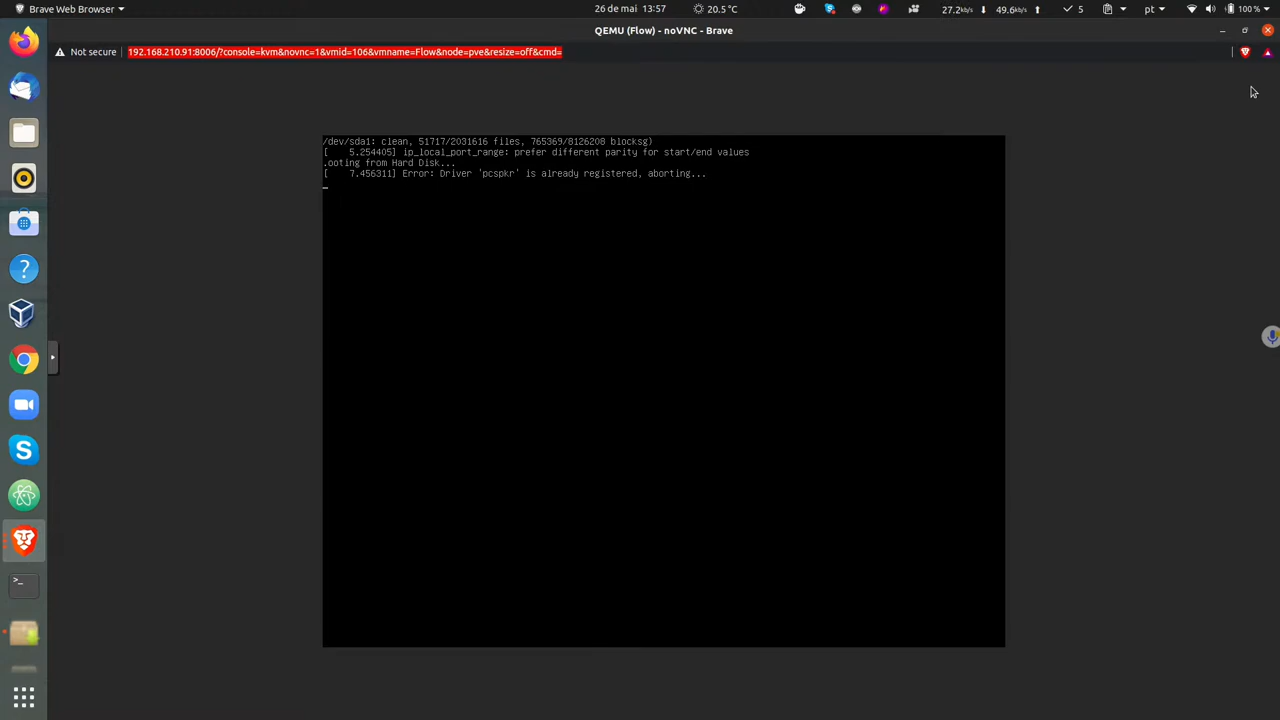 Brave Web Browser
26 de mai 13:57
20.5 °C
27.2kb/s
49.6kb/s
5
pt
100 %
QEMU (Flow) - noVNC - Brave
Not secure
192.168.210.91:8006/?console=kvm&novnc=1&vmid=106&vmname=Flow&node=pve&resize=off&cmd=
/dev/sda1: clean, 51717/2031616 files, 765369/8126208 blocksg)
[    5.254405] ip_local_port_range: prefer different parity for start/end values
.ooting from Hard Disk...
[    7.456311] Error: Driver 'pcspkr' is already registered, aborting...